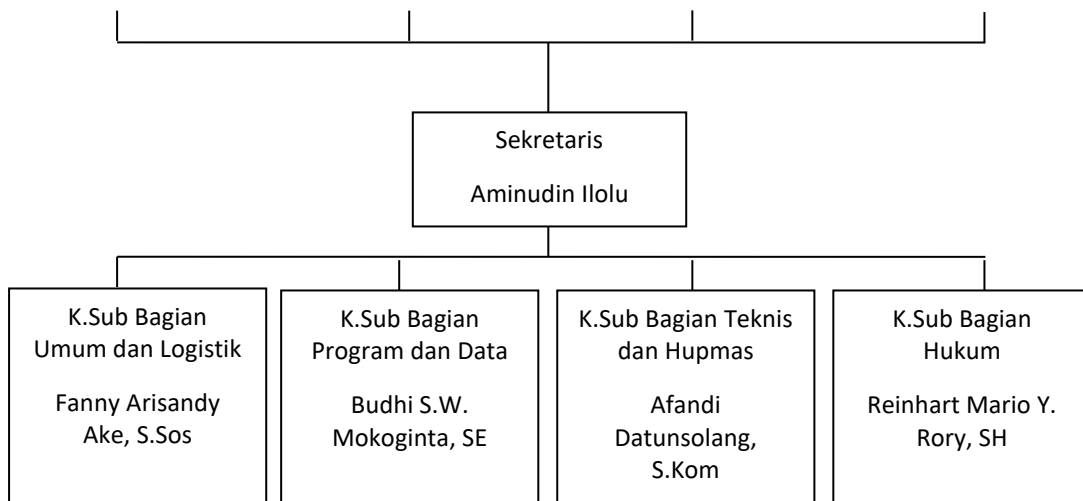 Sekretaris
Aminudin Ilolu
K.Sub Bagian
Umum dan Logistik
Fanny Arisandy
Ake, S.Sos
K.Sub Bagian
Program dan Data
Budhi S.W.
Mokoginta, SE
K.Sub Bagian Teknis
dan Hupmas
Afandi
Datunsolang,
S.Kom
K.Sub Bagian
Hukum
Reinhart Mario Y.
Rory, SH